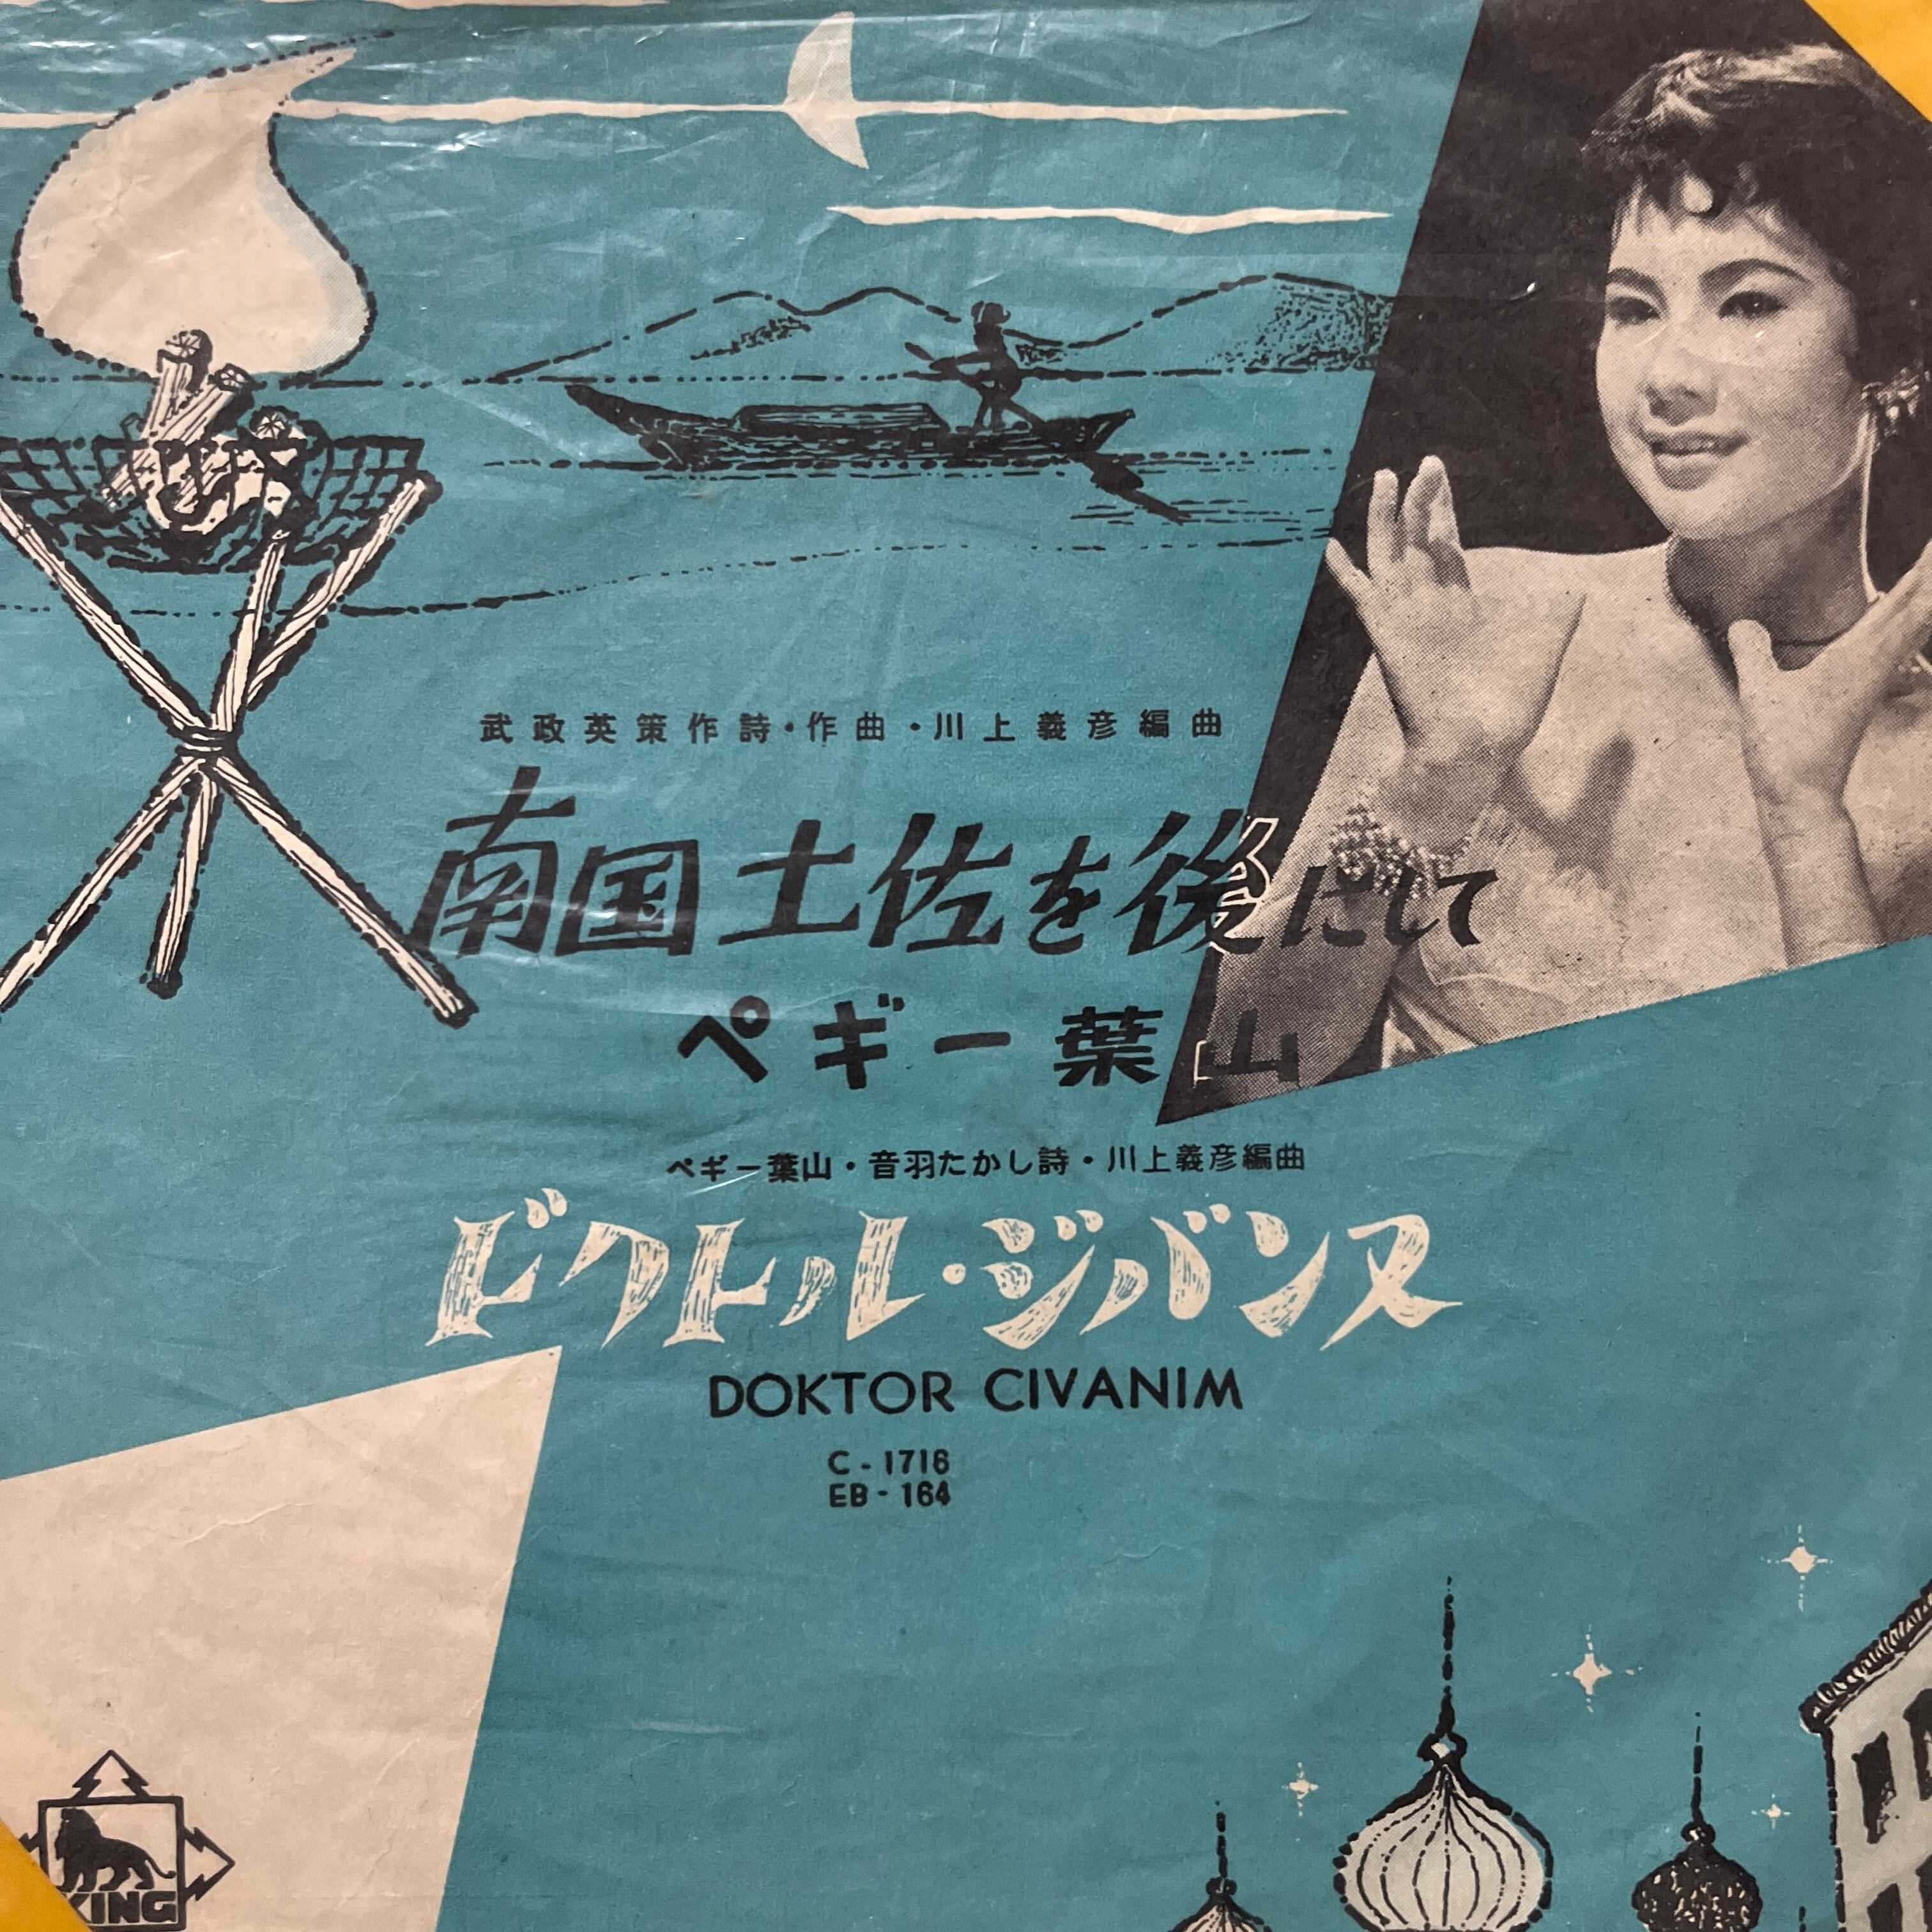 武政英策作詩・作曲・川上義彦編曲
南国土佐を後にして
ペギー葉山
ペギー葉山・音羽たかし詩・川上義彦編曲
ドクトル・ジバンヌ
DOKTOR CIVANIM
C-1716
EB-164
KING